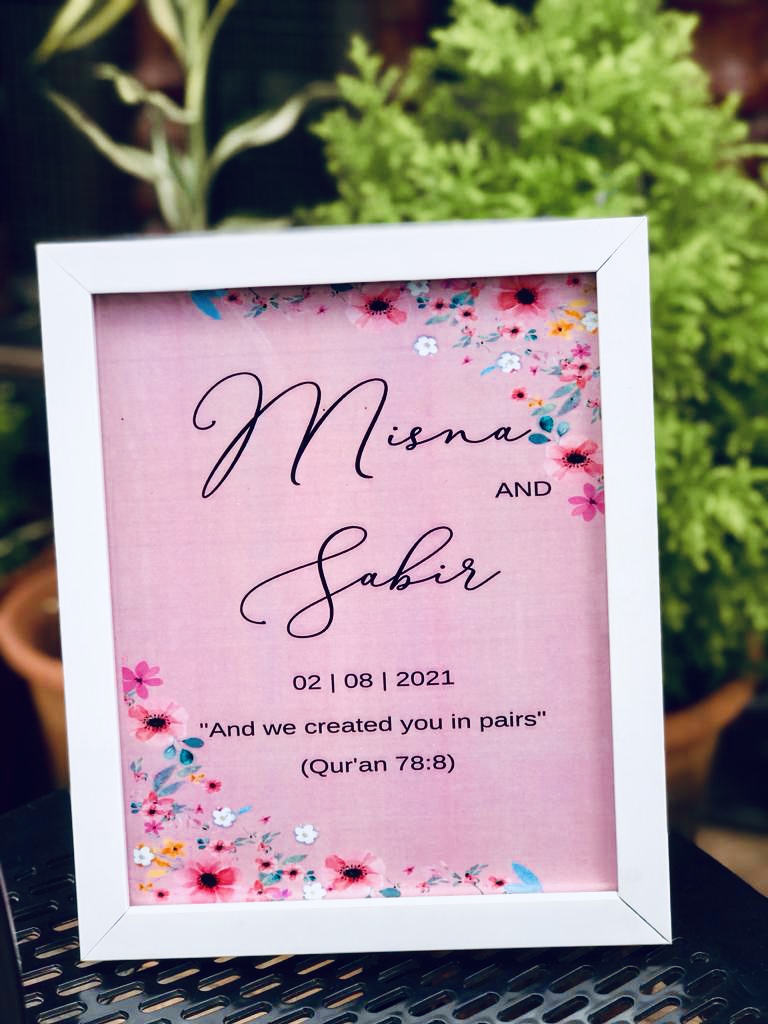 Misna
AND
Sabir
02 | 08 | 2021
"And we created you in pairs"
(Qur'an 78:8)